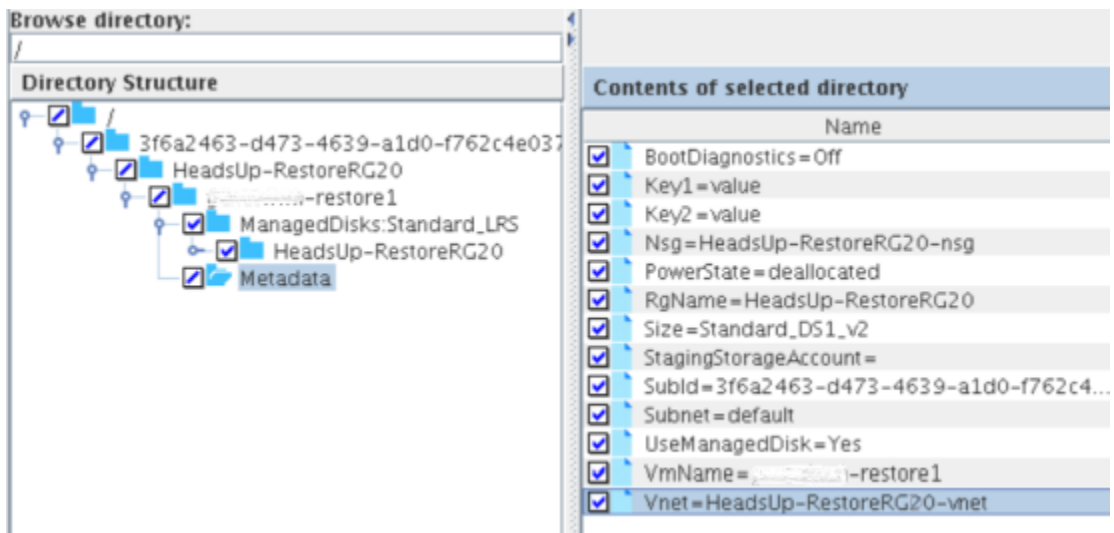 Browse directory:
/
Directory Structure
/
3f6a2463-d473-4639-a1d0-f762c4e037
HeadsUp-RestoreRG20
-restore1
ManagedDisks:Standard_LRS
HeadsUp-RestoreRG20
Metadata
Contents of selected directory
Name
BootDiagnostics=Off
Key1=value
Key2=value
Nsg=HeadsUp-RestoreRG20-nsg
PowerState=deallocated
RgName=HeadsUp-RestoreRG20
Size=Standard_DS1_v2
StagingStorageAccount=
SubId=3f6a2463-d473-4639-a1d0-f762c4...
Subnet=default
UseManagedDisk=Yes
VmName= -restore1
Vnet=HeadsUp-RestoreRG20-vnet